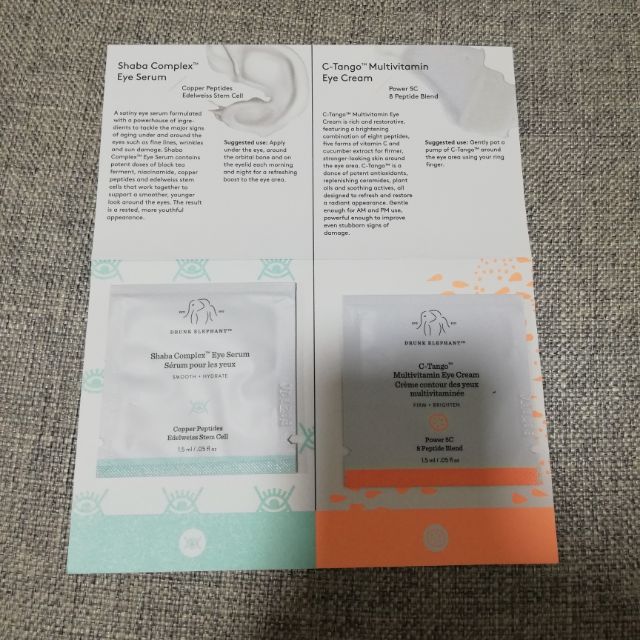 Shaba Complex™
Eye Serum
Copper Peptides
Edelweiss Stem Cell
A satiny eye serum formulated
with a powerhouse of ingre-
dients to tackle the major signs
of aging under and around the
eyes such as fine lines, wrinkles
and sun damage. Shaba
Complex™ Eye Serum contains
potent doses of black tea
ferment, niacinamide, copper
peptides and edelweiss stem
cells that work together to
support a smoother, younger
look around the eyes. The result
is a rested, more youthful
appearance.
Suggested use: Apply
under the eye, around
the orbital bone and on
the eyelid each morning
and night for a refreshing
boost to the eye area.
C-Tango™ Multivitamin
Eye Cream
Power 5C
8 Peptide Blend
C-Tango™ Multivitamin Eye
Cream is rich and restorative,
featuring a brightening
combination of eight peptides,
five forms of vitamin C and
cucumber extract for firmer,
stronger-looking skin around
the eye area. C-Tango™ is a
dance of potent antioxidants,
replenishing ceramides, plant
oils and soothing actives, all
designed to refresh and restore
a radiant appearance. Gentle
enough for AM and PM use,
powerful enough to improve
even stubborn signs of
damage.
Suggested use: Gently pat a
pump of C-Tango™ around
the eye area using your ring
finger.
DRUNK ELEPHANT™
Shaba Complex™ Eye Serum
Sérum pour les yeux
SMOOTH + HYDRATE
Copper Peptides
Edelweiss Stem Cell
1.5 ml / .05 fl oz
DRUNK ELEPHANT™
C-Tango™
Multivitamin Eye Cream
Crème contour des yeux
multivitaminée
FIRM + BRIGHTEN
Power 5C
8 Peptide Blend
1.5 ml / .05 fl oz